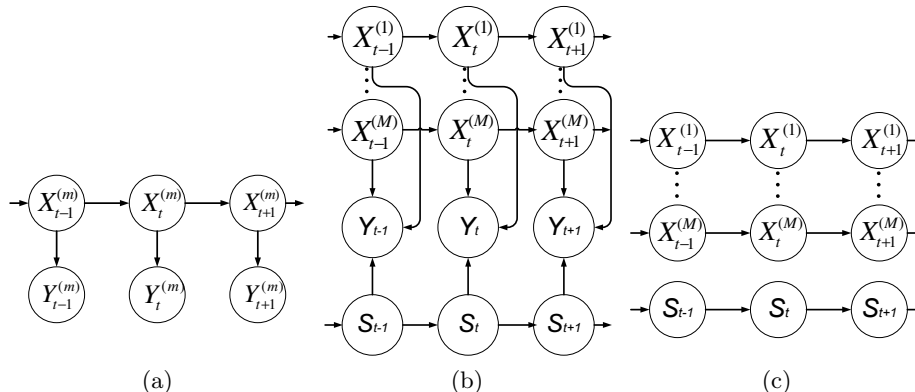 X_{t-1}^{(m)} X_t^{(m)} X_{t+1}^{(m)}
Y_{t-1}^{(m)} Y_t^{(m)} Y_{t+1}^{(m)}
(a)
X_{t-1}^{(1)} X_t^{(1)} X_{t+1}^{(1)}
X_{t-1}^{(M)} X_t^{(M)} X_{t+1}^{(M)}
Y_{t-1} Y_t Y_{t+1}
S_{t-1} S_t S_{t+1}
(b)
X_{t-1}^{(1)} X_t^{(1)} X_{t+1}^{(1)}
X_{t-1}^{(M)} X_t^{(M)} X_{t+1}^{(M)}
S_{t-1} S_t S_{t+1}
(c)